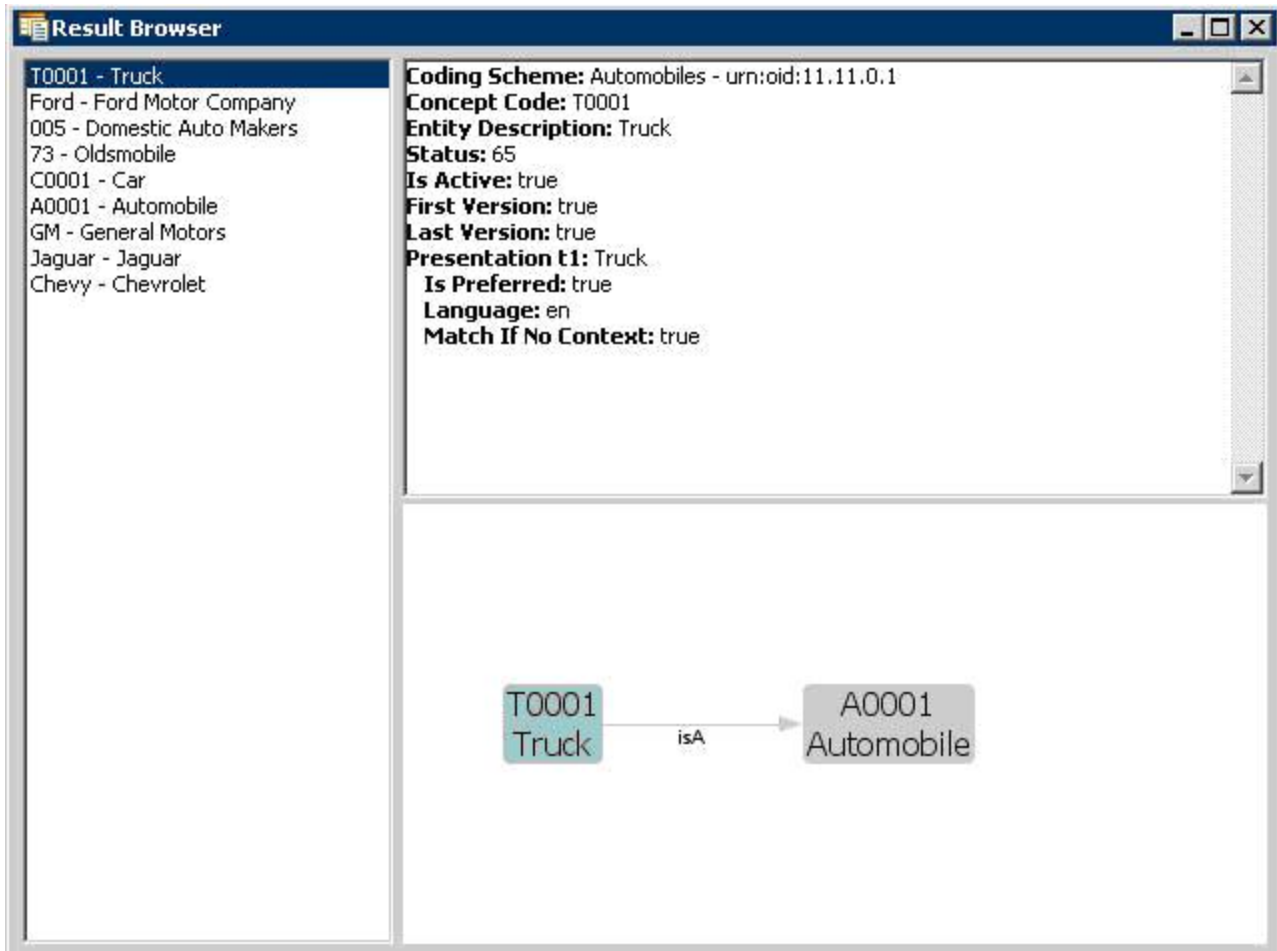 Result Browser
T0001 - Truck
Ford - Ford Motor Company
005 - Domestic Auto Makers
73 - Oldsmobile
C0001 - Car
A0001 - Automobile
GM - General Motors
Jaguar - Jaguar
Chevy - Chevrolet
Coding Scheme: Automobiles - urn:oid:11.11.0.1
Concept Code: T0001
Entity Description: Truck
Status: 65
Is Active: true
First Version: true
Last Version: true
Presentation t1: Truck
Is Preferred: true
Language: en
Match If No Context: true
T0001
Truck
isA
A0001
Automobile